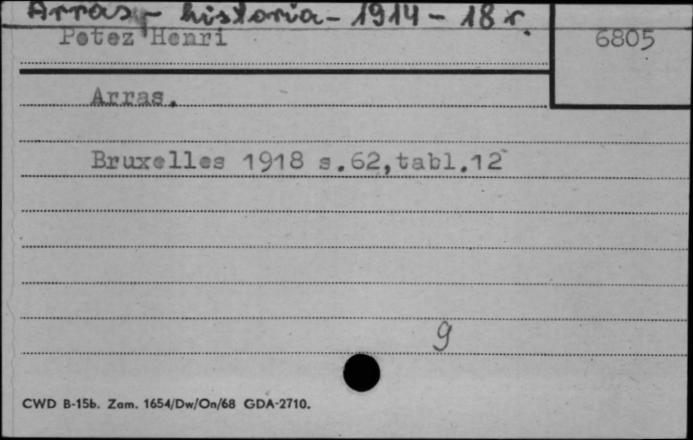 Arras - historia - 1914 - 18 r.
Petez Henri
6805
Arras.
Bruxelles 1918 s.62,tabl.12
9
CWD B-15b. Zam. 1654/Dw/On/68 GDA-2710.